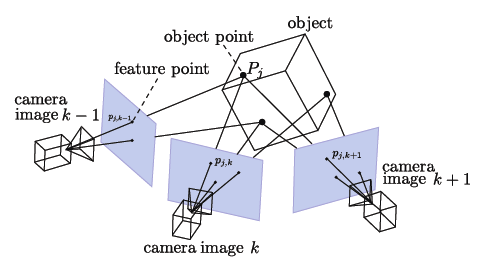 object
object point
P_j
feature point
camera
image k − 1
p_{j,k−1}
p_{j,k}
p_{j,k+1}
camera
image k + 1
camera image k